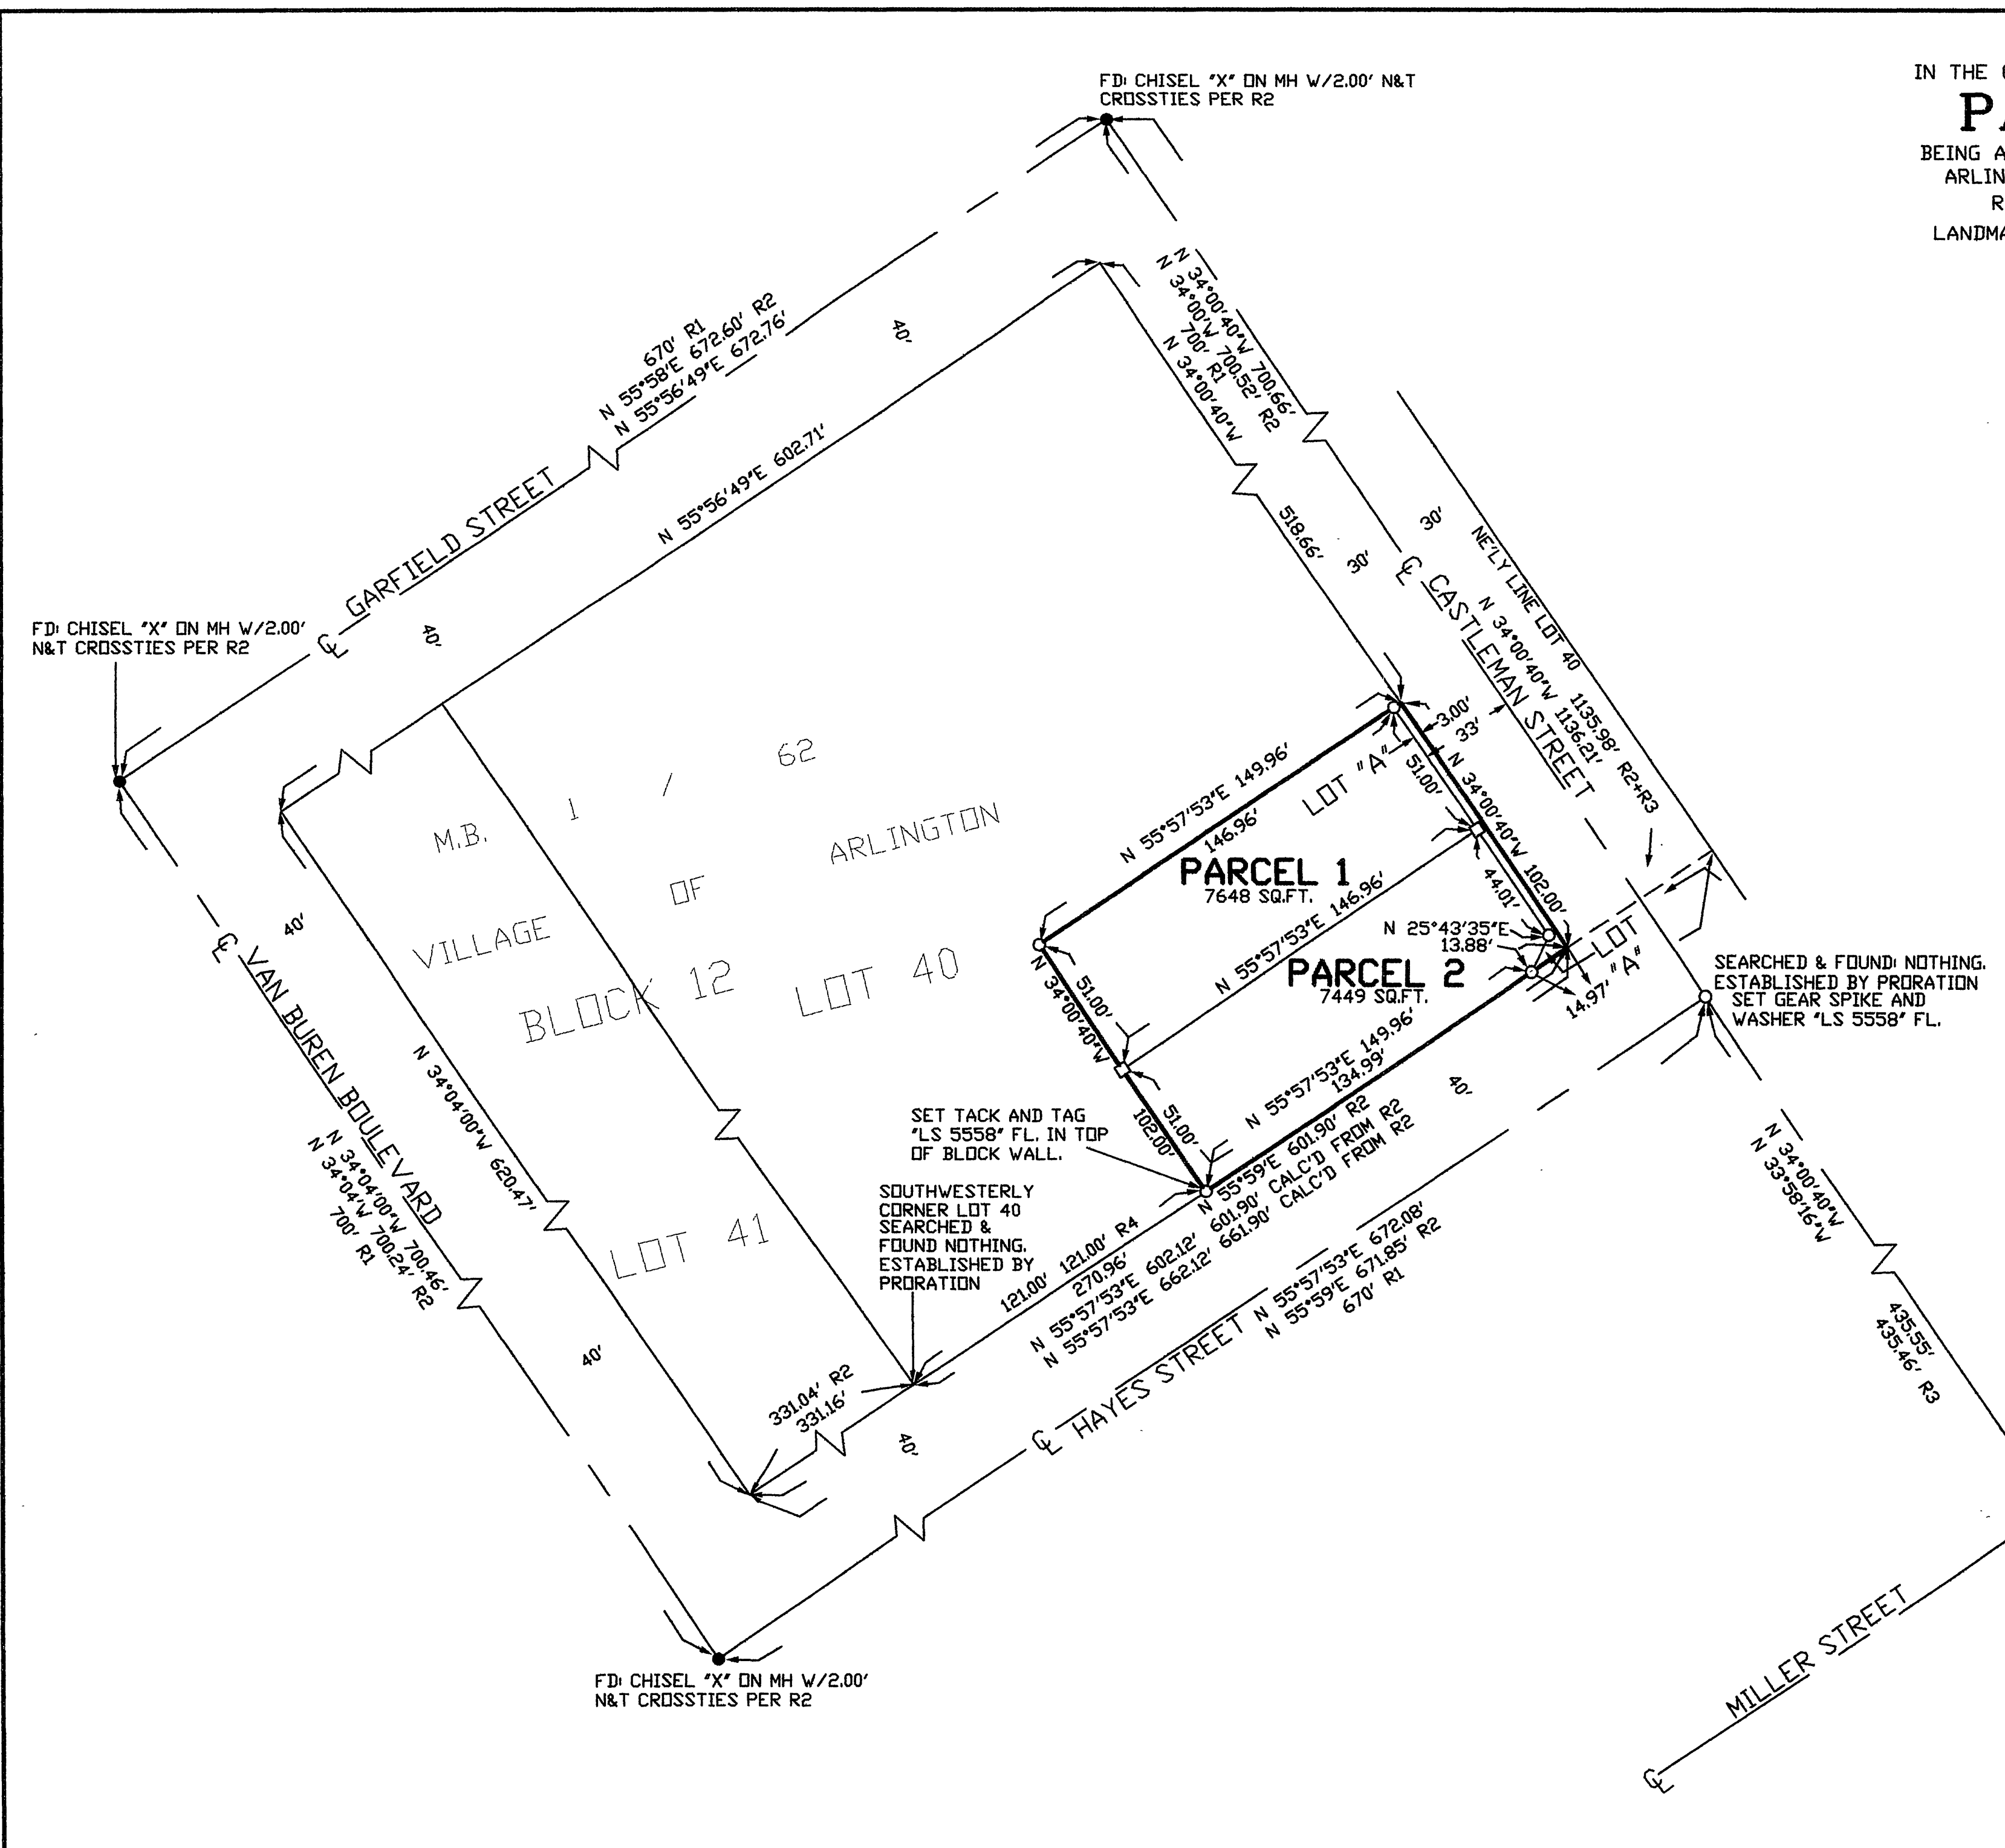 IN THE
PA
BEING A
ARLIN
R
LANDMA
FD: CHISEL "X" ON MH W/2.00' N&T
CROSSTIES PER R2
670' R1
N 55°58'E 672.60' R2
N 55°56'49"E 672.76'
40'
N 55°56'49"E 602.71'
GARFIELD STREET
40'
N 34°00'40"W 700.66'
N 34°00'W 700.52' R2
700' R1
N 34°00'40"W
518.66'
30'
30'
NE'LY LINE LOT 40
1135.98' R2+R3
N 34°00'40"W 1136.21'
CL CASTLEMAN STREET
FD: CHISEL "X" ON MH W/2.00'
N&T CROSSTIES PER R2
M.B. 1 / 62
VILLAGE OF ARLINGTON
BLOCK 12 LOT 40
LOT 41
N 55°57'53"E 149.96'
146.96'
LOT "A"
3.00'
33'
51.00'
N 34°00'40"W 102.00'
PARCEL 1
7648 SQ.FT.
N 55°57'53"E 146.96'
44.01'
N 25°43'35"E
13.88'
PARCEL 2
7449 SQ.FT.
LOT
"A"
14.97'
51.00'
N 34°00'40"W
51.00'
102.00'
N 55°57'53"E 149.96'
134.99'
40'
SEARCHED & FOUND: NOTHING.
ESTABLISHED BY PRORATION
SET GEAR SPIKE AND
WASHER "LS 5558" FL.
SET TACK AND TAG
"LS 5558" FL. IN TOP
OF BLOCK WALL.
SOUTHWESTERLY
CORNER LOT 40
SEARCHED &
FOUND NOTHING.
ESTABLISHED BY
PRORATION
40'
CL VAN BUREN BOULEVARD
N 34°04'00"W 620.47'
N 34°04'00"W 700.46'
N 34°04'W 700.24' R2
700' R1
40'
331.04' R2
331.16'
121.00' 121.00' R4
270.96'
N 55°59'E 601.90' R2
N 55°57'53"E 602.12' 601.90' CALC'D FROM R2
N 55°57'53"E 662.12' 661.90' CALC'D FROM R2
40'
CL HAYES STREET
N 55°57'53"E 672.08'
N 55°59'E 671.85' R2
670' R1
N 34°00'40"W
N 33°58'16"W
435.55'
435.46' R3
FD: CHISEL "X" ON MH W/2.00'
N&T CROSSTIES PER R2
MILLER STREET
CL